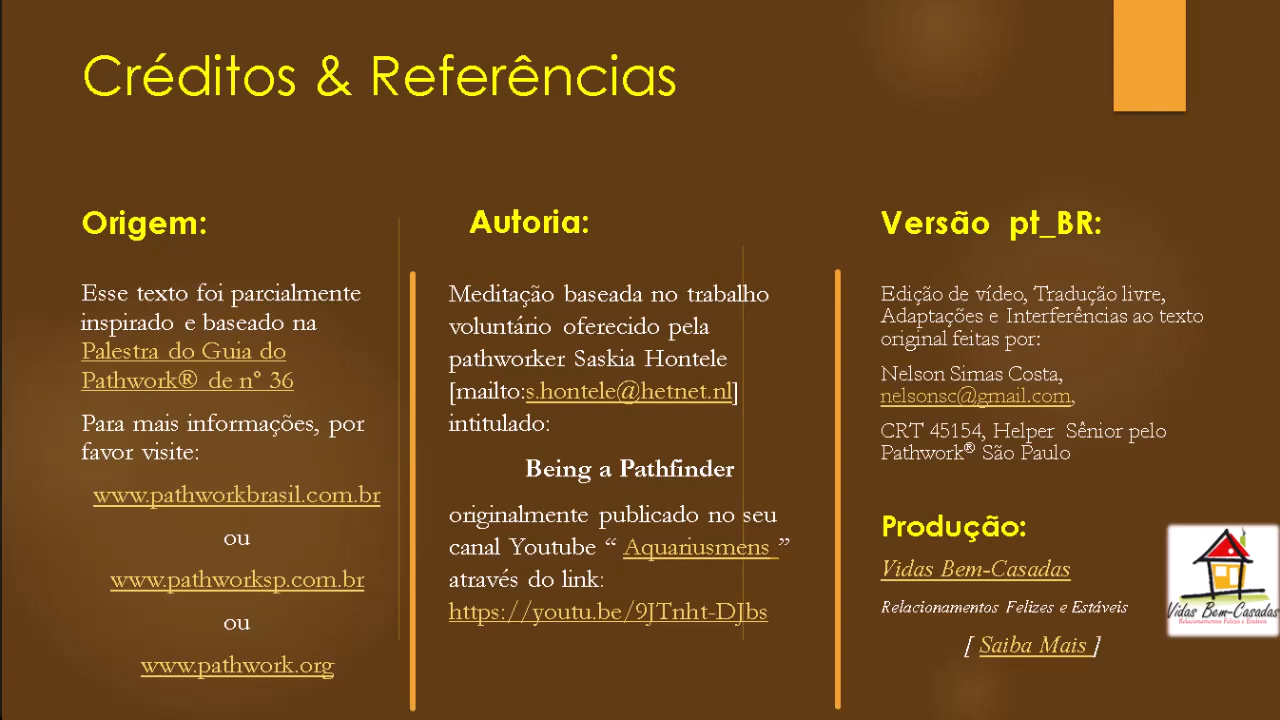 Créditos & Referências
Origem:
Esse texto foi parcialmente
inspirado e baseado na
Palestra do Guia do
Pathwork® de n° 36
Para mais informações, por
favor visite:
www.pathworkbrasil.com.br
ou
www.pathworksp.com.br
ou
www.pathwork.org
Autoria:
Meditação baseada no trabalho
voluntário oferecido pela
pathworker Saskia Hontele
[mailto:s.hontele@hetnet.nl]
intitulado:
Being a Pathfinder
originalmente publicado no seu
canal Youtube “ Aquariusmens ”
através do link:
https://youtu.be/9JTnht-DJbs
Versão pt_BR:
Edição de vídeo, Tradução livre,
Adaptações e Interferências ao texto
original feitas por:
Nelson Simas Costa,
nelsonsc@gmail.com,
CRT 45154, Helper Sênior pelo
Pathwork® São Paulo
Produção:
Vidas Bem-Casadas
Relacionamentos Felizes e Estáveis
[ Saiba Mais ]
Vidas Bem-Casadas
Relacionamentos Felizes e Estáveis